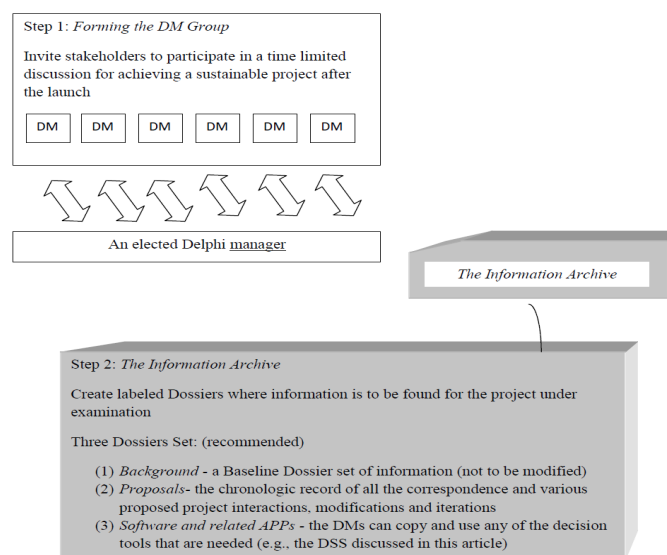 Step 1: Forming the DM Group
Invite stakeholders to participate in a time limited
discussion for achieving a sustainable project after
the launch
DM DM DM DM DM DM
An elected Delphi manager
The Information Archive
Step 2: The Information Archive
Create labeled Dossiers where information is to be found for the project under
examination
Three Dossiers Set: (recommended)
(1) Background - a Baseline Dossier set of information (not to be modified)
(2) Proposals- the chronologic record of all the correspondence and various
proposed project interactions, modifications and iterations
(3) Software and related APPs - the DMs can copy and use any of the decision
tools that are needed (e.g., the DSS discussed in this article)